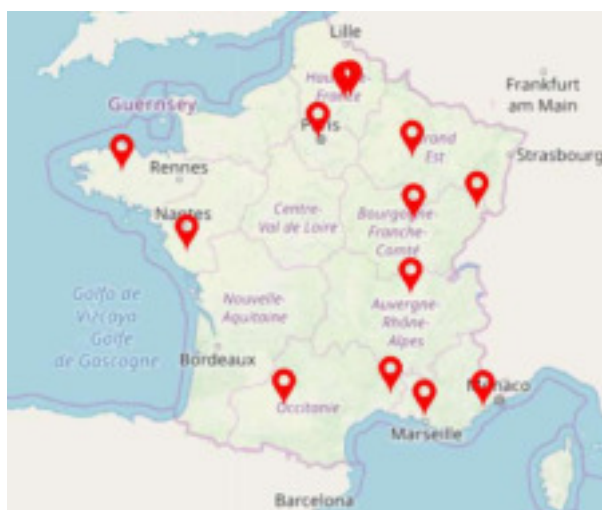 Lille
Frankfurt
am Main
Guernsey
Est
Strasbourg
Rennes
Nantes
Centre-
Val de Loire
Bourgogne-
Franche-
Comté
Golfo de
Vizcaya
Golfe
de Gascogne
Nouvelle-
Aquitaine
Auvergne-
Rhône-
Alpes
Bordeaux
Occitanie
Marseille
Barcelona